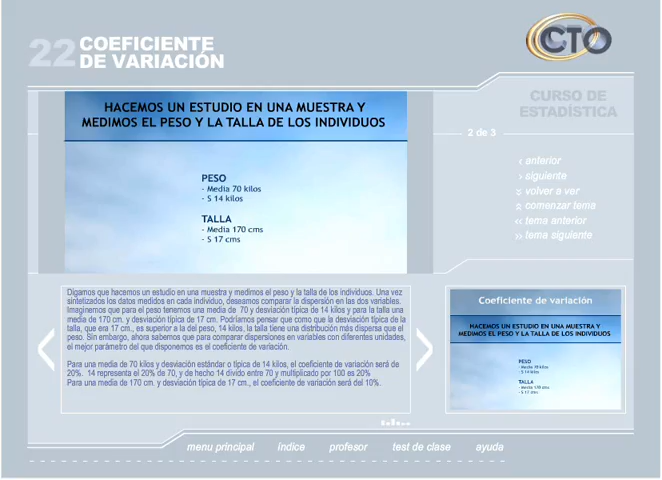 22 COEFICIENTE
DE VARIACIÓN
CTO
CURSO DE
ESTADÍSTICA
2 de 3
HACEMOS UN ESTUDIO EN UNA MUESTRA Y
MEDIMOS EL PESO Y LA TALLA DE LOS INDIVIDUOS
PESO
- Media 70 kilos
- S 14 kilos
TALLA
- Media 170 cms
- S 17 cms
‹ anterior
› siguiente
volver a ver
comenzar tema
‹‹ tema anterior
›› tema siguiente
Digamos que hacemos un estudio en una muestra y medimos el peso y la talla de los individuos. Una vez
sintetizados los datos medidos en cada individuo, deseamos comparar la dispersión en las dos variables.
Imaginemos que para el peso tenemos una media de 70 y desviación típica de 14 kilos y para la talla una
media de 170 cm. y desviación típica de 17 cm. Podríamos pensar que como que la desviación típica de la
talla, que era 17 cm., es superior a la del peso, 14 kilos, la talla tiene una distribución más dispersa que el
peso. Sin embargo, ahora sabemos que para comparar dispersiones en variables con diferentes unidades,
el mejor parámetro del que disponemos es el coeficiente de variación.
Para una media de 70 kilos y desviación estándar o típica de 14 kilos, el coeficiente de variación será de
20%. 14 representa el 20% de 70, y de hecho 14 divido entre 70 y multiplicado por 100 es 20%
Para una media de 170 cm. y desviación típica de 17 cm., el coeficiente de variación será del 10%.
Coeficiente de variación
HACEMOS UN ESTUDIO EN UNA MUESTRA Y
MEDIMOS EL PESO Y LA TALLA DE LOS INDIVIDUOS
PESO
- Media 70 kilos
- S 14 kilos
TALLA
- Media 170 cms
- S 17 cms
menu principal índice profesor test de clase ayuda